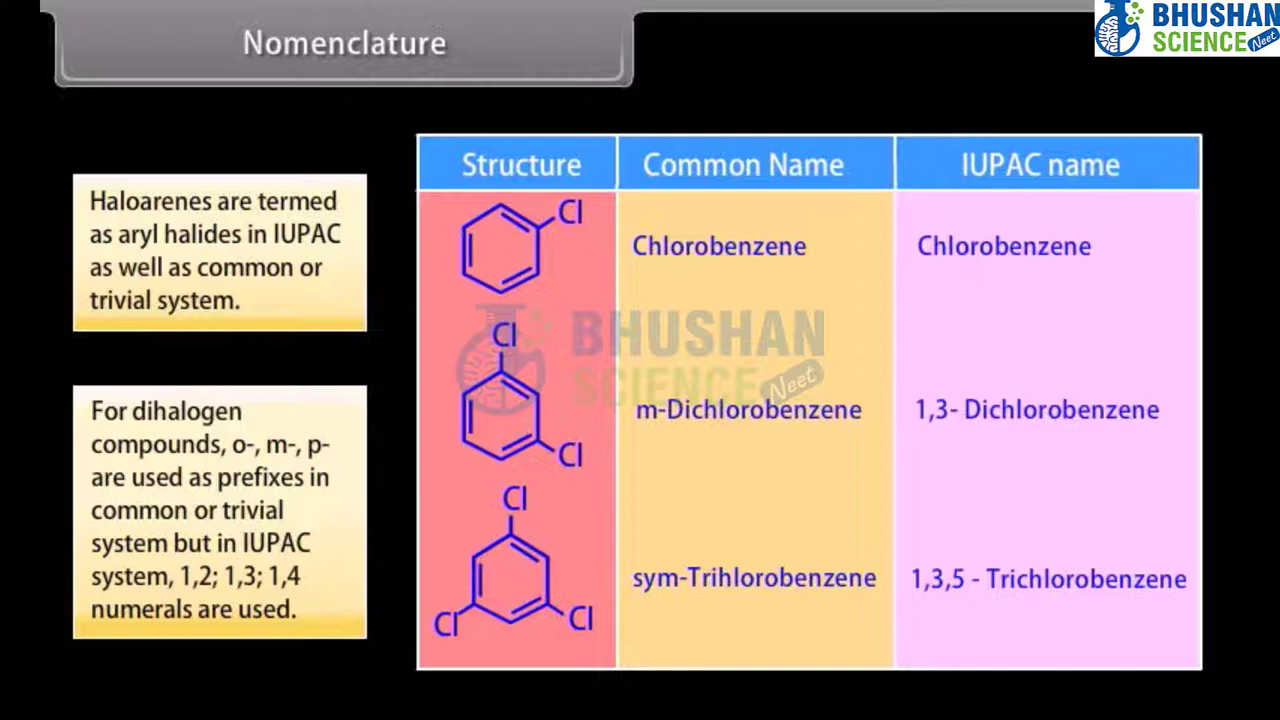 Nomenclature
BHUSHAN
SCIENCE Neet
Haloarenes are termed
as aryl halides in IUPAC
as well as common or
trivial system.
For dihalogen
compounds, o-, m-, p-
are used as prefixes in
common or trivial
system but in IUPAC
system, 1,2; 1,3; 1,4
numerals are used.
Structure Common Name IUPAC name
Cl
Chlorobenzene Chlorobenzene
BHUSHAN
SCIENCE Neet
Cl
m-Dichlorobenzene 1,3- Dichlorobenzene
Cl
Cl
sym-Trihlorobenzene 1,3,5 - Trichlorobenzene
Cl Cl